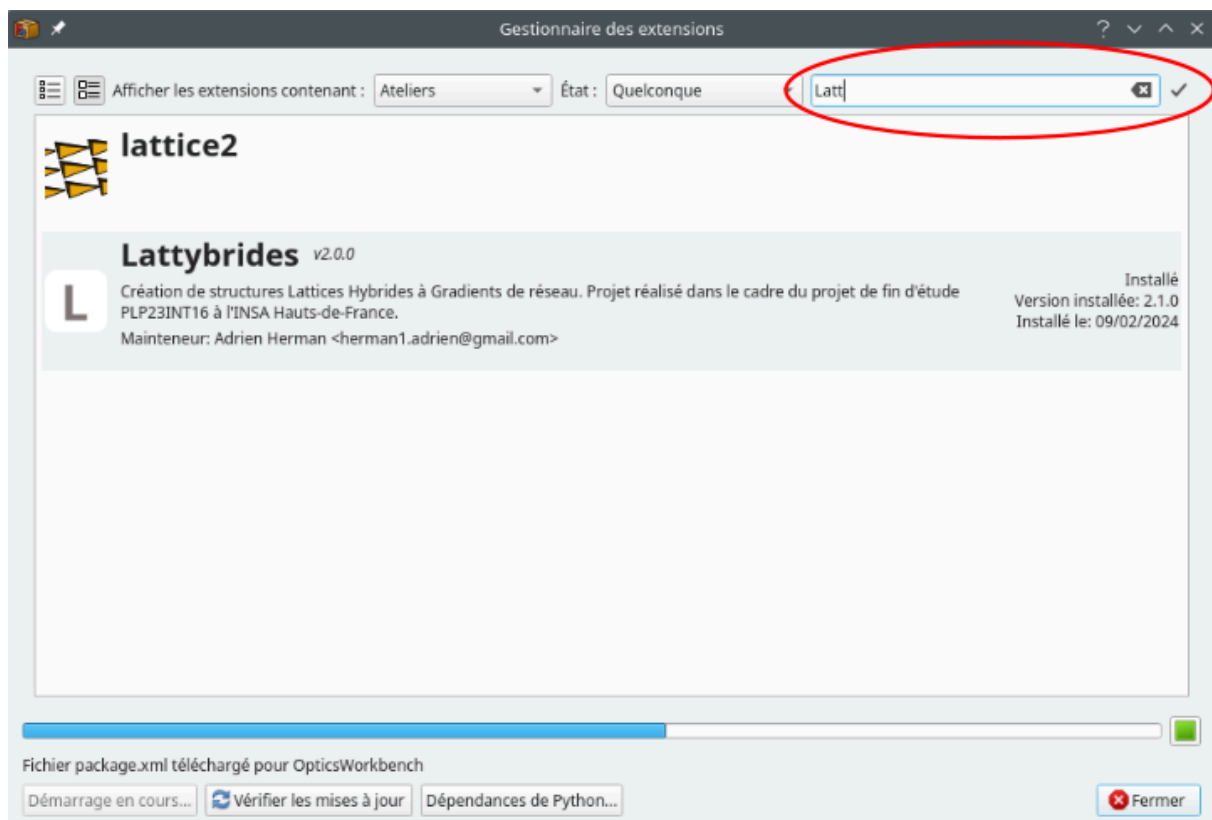 Gestionnaire des extensions
Afficher les extensions contenant : Ateliers État : Quelconque Latt
lattice2
Lattybrides v2.0.0
L
Création de structures Lattices Hybrides à Gradients de réseau. Projet réalisé dans le cadre du projet de fin d'étude
PLP23INT16 à l'INSA Hauts-de-France.
Mainteneur: Adrien Herman <herman1.adrien@gmail.com>
Installé
Version installée: 2.1.0
Installé le: 09/02/2024
Fichier package.xml téléchargé pour OpticsWorkbench
Démarrage en cours... Vérifier les mises à jour Dépendances de Python... Fermer